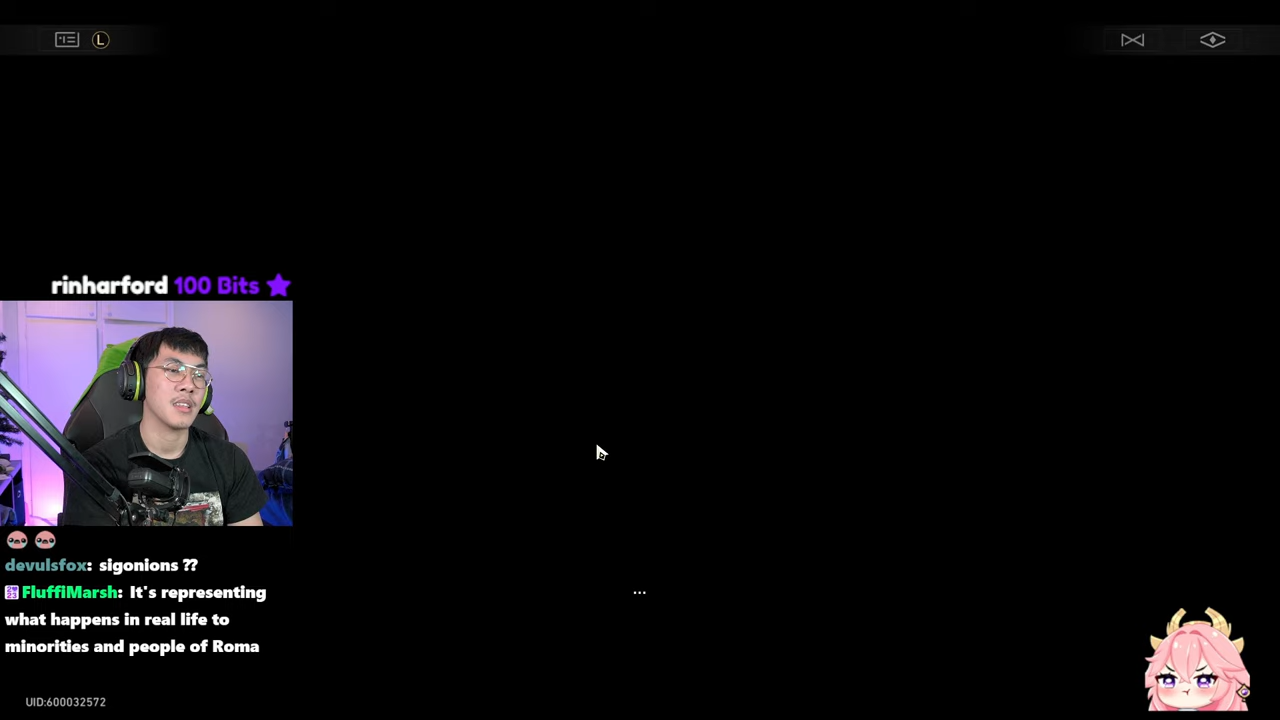 L
rinharford 100 Bits
devulsfox: sigonions ??
FluffiMarsh: It's representing
what happens in real life to
minorities and people of Roma
...
UID:600032572